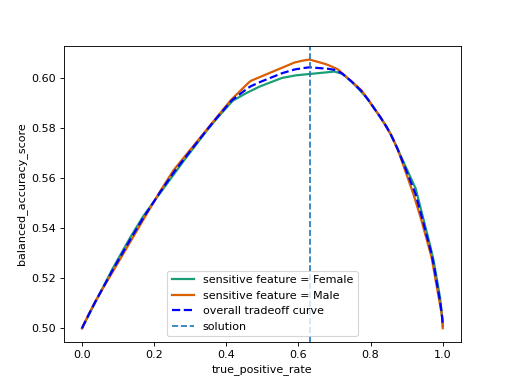 balanced_accuracy_score
0.60
0.58
0.56
0.54
0.52
0.50
sensitive feature = Female
sensitive feature = Male
overall tradeoff curve
solution
0.0 0.2 0.4 0.6 0.8 1.0
true_positive_rate